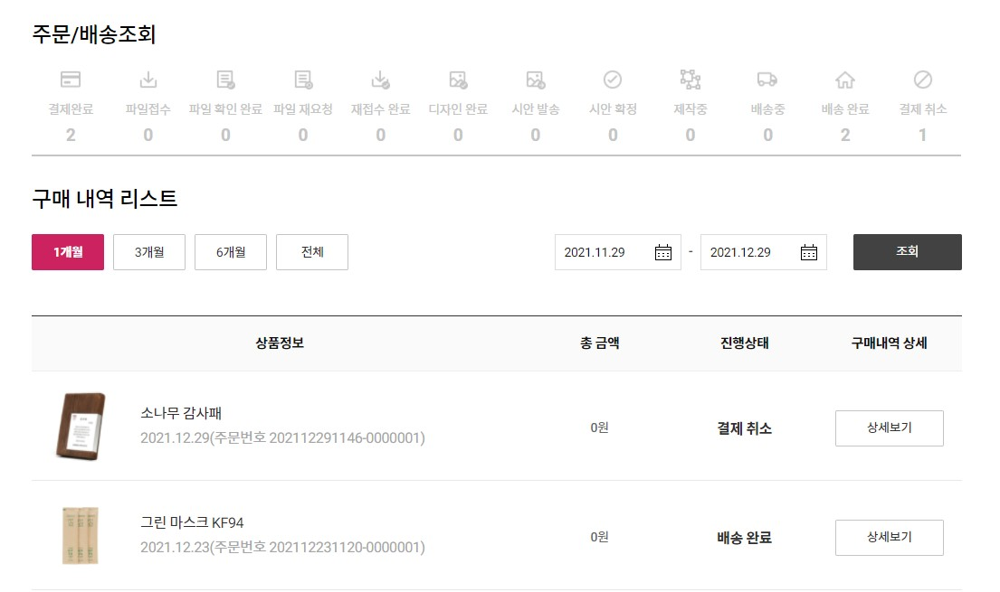 주문/배송조회
결제완료 파일접수 파일 확인 완료 파일 재요청 재접수 완료 디자인 완료 시안 발송 시안 확정 제작중 배송중 배송 완료 결제 취소
2 0 0 0 0 0 0 0 0 0 2 1
구매 내역 리스트
1개월 3개월 6개월 전체 2021.11.29 - 2021.12.29 조회
상품정보 총 금액 진행상태 구매내역 상세
소나무 감사패
2021.12.29(주문번호 202112291146-0000001)
0원 결제 취소 상세보기
그린 마스크 KF94
2021.12.23(주문번호 202112231120-0000001)
0원 배송 완료 상세보기